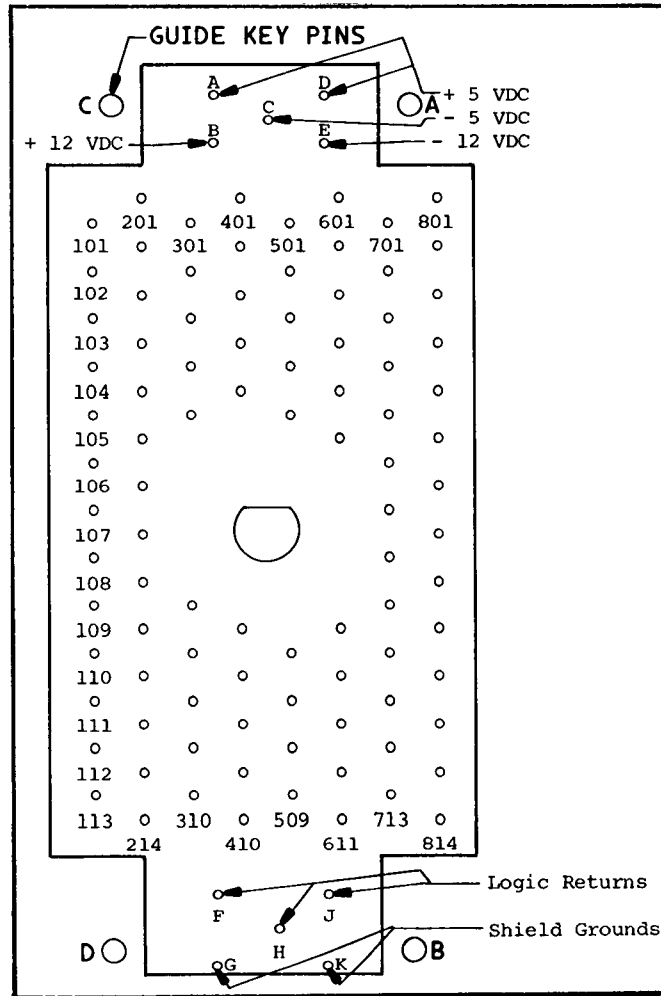 GUIDE KEY PINS
A D
C A + 5 VDC
C - 5 VDC
B E
+ 12 VDC - 12 VDC
201 401 601 801
101 301 501 701
102
103
104
105
106
107
108
109
110
111
112
113 310 509 713
214 410 611 814
Logic Returns
F J
H Shield Grounds
D B
G K